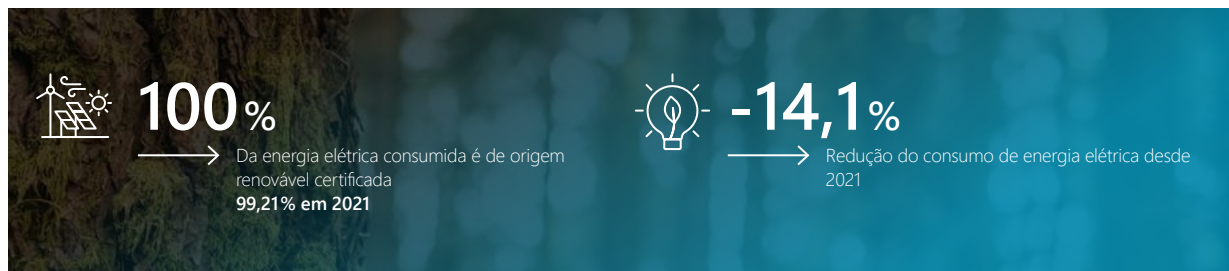 100%
Da energia elétrica consumida é de origem
renovável certificada
99,21% em 2021
-14,1%
Redução do consumo de energia elétrica desde
2021